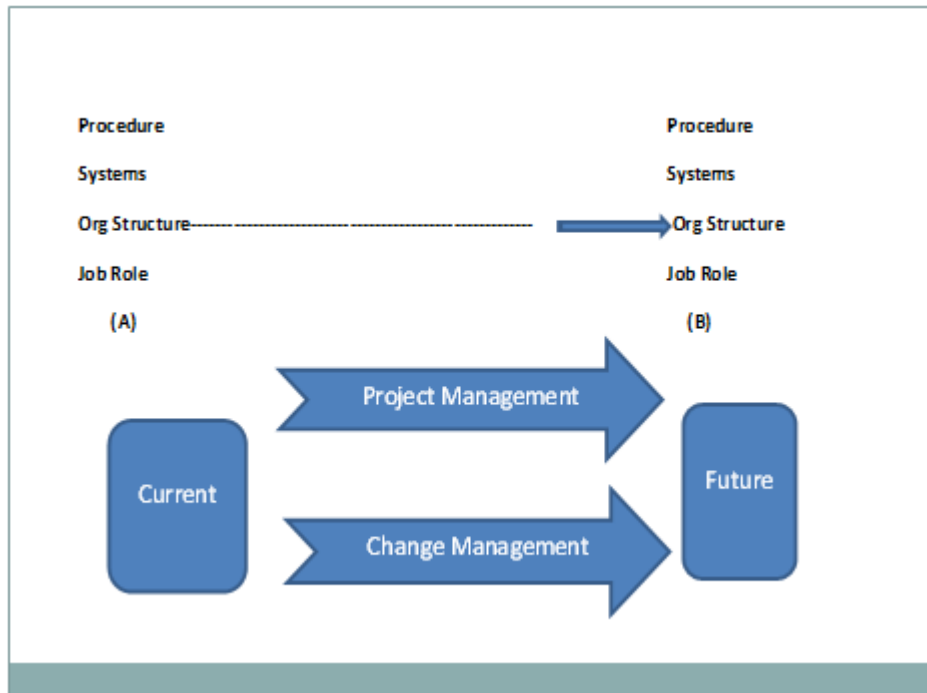 Procedure Procedure
Systems Systems
Org Structure------------------------------------------------------- Org Structure
Job Role Job Role
(A) (B)
Project Management
Current Future
Change Management